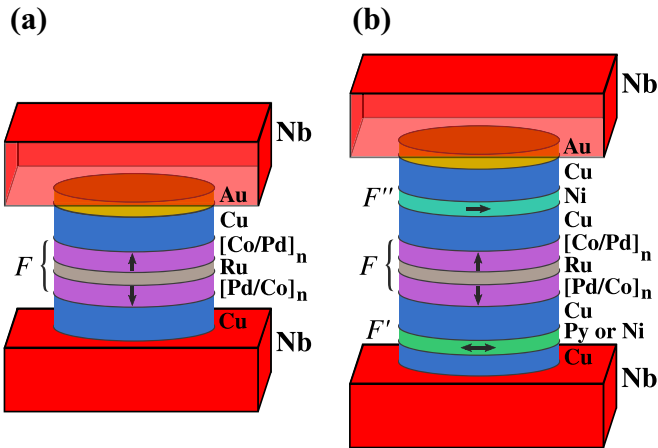 (a)
Nb
Au
Cu
[Co/Pd]n
F
Ru
[Pd/Co]n
Cu
Nb
(b)
Nb
Au
Cu
F''
Ni
Cu
[Co/Pd]n
F
Ru
[Pd/Co]n
Cu
F'
Py or Ni
Cu
Nb